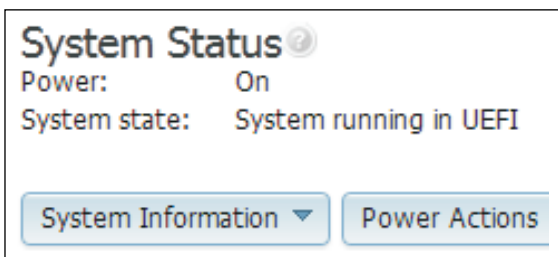 System Status
Power: On
System state: System running in UEFI
System Information Power Actions